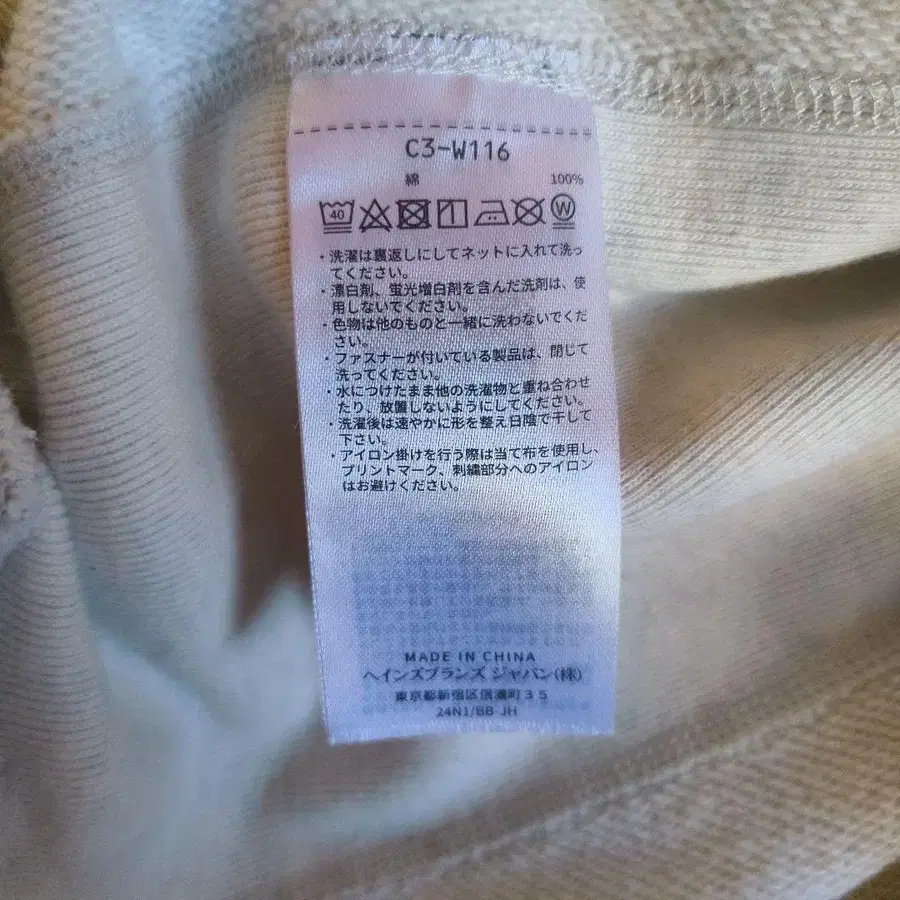 C3-W116
綿 100%
40 W
・洗濯は裏返しにしてネットに入れて洗っ
てください。
・漂白剤、蛍光増白剤を含んだ洗剤は、使
用しないでください。
・色物は他のものと一緒に洗わないでくだ
さい。
・ファスナーが付いている製品は、閉じて
洗ってください。
・水につけたまま他の洗濯物と重ね合わせ
たり、放置しないようにしてください。
・洗濯後は速やかに形を整え日陰で干して
下さい。
・アイロン掛けを行う際は当て布を使用し、
プリントマーク、刺繍部分へのアイロン
はお避けください。
MADE IN CHINA
ヘインズブランズ ジャパン(株)
東京都新宿区信濃町35
24N1/BB-JH